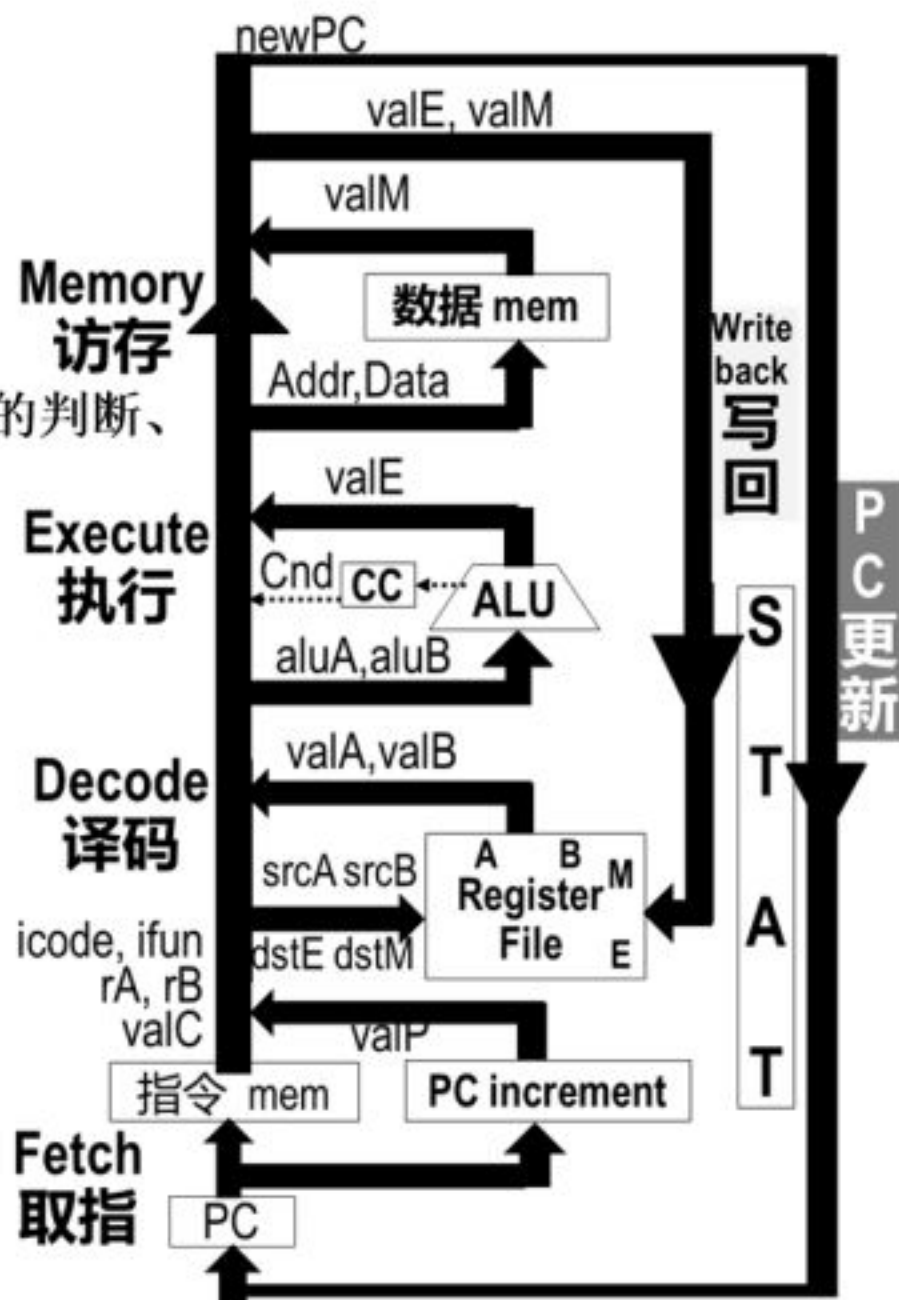 newPC
valE, valM
valM
Memory
访存
数据 mem
Write
back
写
回
Addr,Data
的判断、
valE
Execute
执行
Cnd
CC
ALU
aluA,aluB
P
C
更
新
S
T
A
T
valA,valB
Decode
译码
srcA srcB
A B
M
Register
File
E
dstE dstM
icode, ifun
rA, rB
valC
valP
指令 mem
PC increment
Fetch
取指
PC